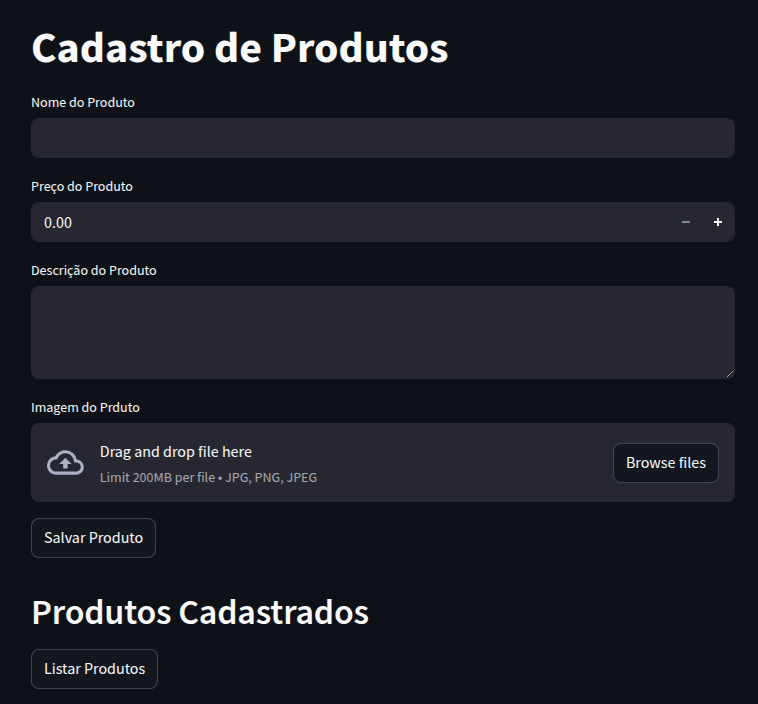 Cadastro de Produtos
Nome do Produto
Preço do Produto
0.00
Descrição do Produto
Imagem do Prduto
Drag and drop file here
Limit 200MB per file • JPG, PNG, JPEG
Browse files
Salvar Produto
Produtos Cadastrados
Listar Produtos